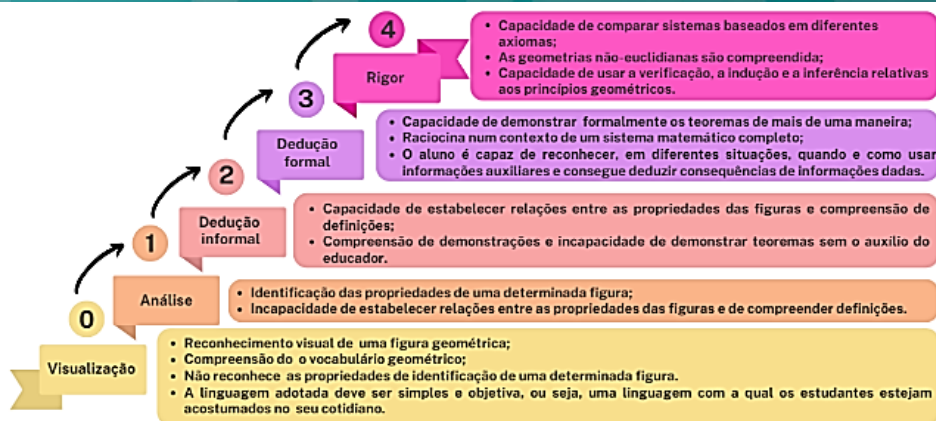 4
Rigor
• Capacidade de comparar sistemas baseados em diferentes
axiomas;
• As geometrias não-euclidianas são compreendida;
• Capacidade de usar a verificação, a indução e a inferência relativas
aos princípios geométricos.
3
Dedução
formal
• Capacidade de demonstrar formalmente os teoremas de mais de uma maneira;
• Raciocina num contexto de um sistema matemático completo;
• O aluno é capaz de reconhecer, em diferentes situações, quando e como usar
informações auxiliares e consegue deduzir consequências de informações dadas.
2
Dedução
informal
• Capacidade de estabelecer relações entre as propriedades das figuras e compreensão de
definições;
• Compreensão de demonstrações e incapacidade de demonstrar teoremas sem o auxílio do
educador.
1
Análise
• Identificação das propriedades de uma determinada figura;
• Incapacidade de estabelecer relações entre as propriedades das figuras e de compreender definições.
0
Visualização
• Reconhecimento visual de uma figura geométrica;
• Compreensão do o vocabulário geométrico;
• Não reconhece as propriedades de identificação de uma determinada figura.
• A linguagem adotada deve ser simples e objetiva, ou seja, uma linguagem com a qual os estudantes estejam
acostumados no seu cotidiano.